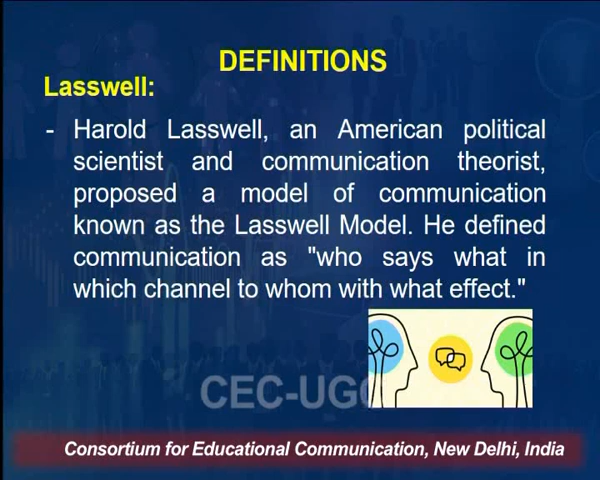 DEFINITIONS
Lasswell:
- Harold Lasswell, an American political
scientist and communication theorist,
proposed a model of communication
known as the Lasswell Model. He defined
communication as "who says what in
which channel to whom with what effect."
CEC-UGC
Consortium for Educational Communication, New Delhi, India